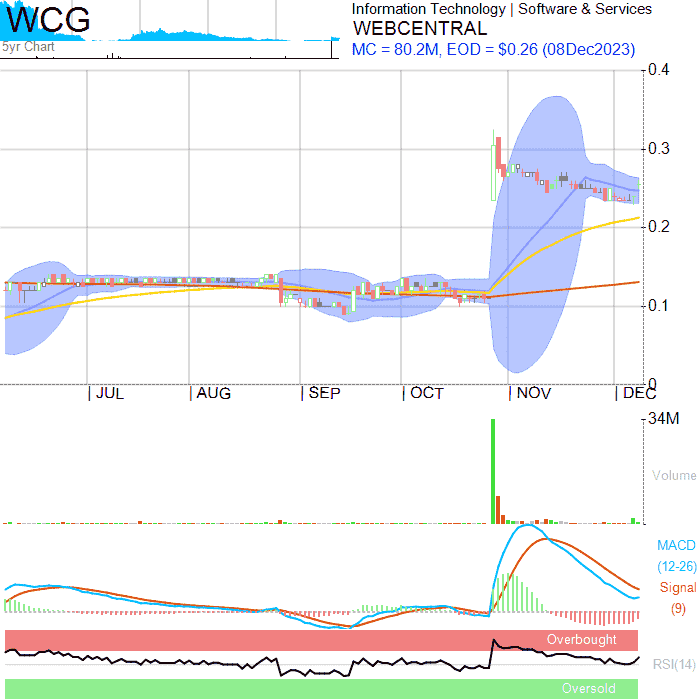 WCG
5yr Chart
Information Technology | Software & Services
WEBCENTRAL
MC = 80.2M, EOD = $0.26 (08Dec2023)
0.4
0.3
0.2
0.1
0
JUL AUG SEP OCT NOV DEC
34M
Volume
MACD
(12-26)
Signal
(9)
Overbought
RSI(14)
Oversold